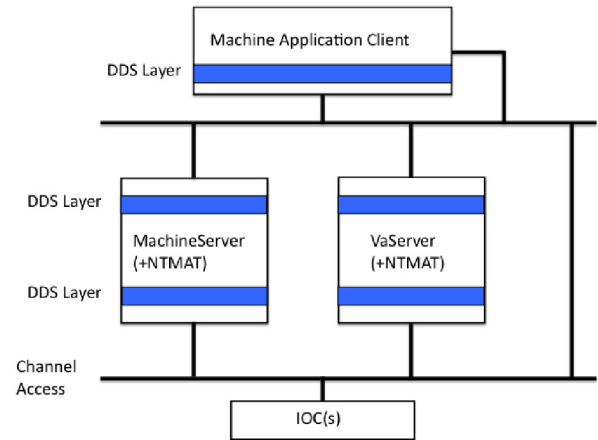 Machine Application Client
DDS Layer
DDS Layer
MachineServer
(+NTMAT)
VaServer
(+NTMAT)
DDS Layer
Channel
Access
IOC(s)